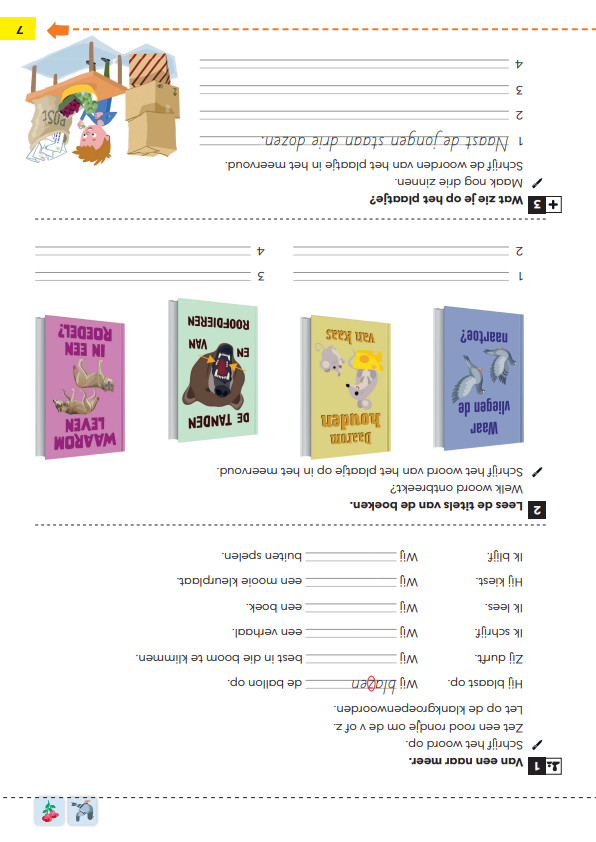 1 Van een naar meer.
Schrijf het woord op.
Zet een rood rondje om de v of z.
Let op de klankgroepenwoorden.
Hij blaast op. Wij blazen de ballon op.
Zij durft. Wij best in die boom te klimmen.
Ik schrijf. Wij een verhaal.
Ik lees. Wij een boek.
Hij kiest. Wij een mooie kleurplaat.
Ik blijf. Wij buiten spelen.
2 Lees de titels van de boeken.
Welk woord ontbreekt?
Schrijf het woord van het plaatje op in het meervoud.
Waar
vliegen de
naartoe?
Daarom
houden
van kaas
DE TANDEN
EN VAN
ROOFDIEREN
WAAROM
LEVEN
IN EEN
ROEDEL?
1 3
2 4
+ 3 Wat zie je op het plaatje?
Maak nog drie zinnen.
Schrijf de woorden van het plaatje in het meervoud.
1 Naast de jongen staan drie dozen.
2
3
4
POST
7